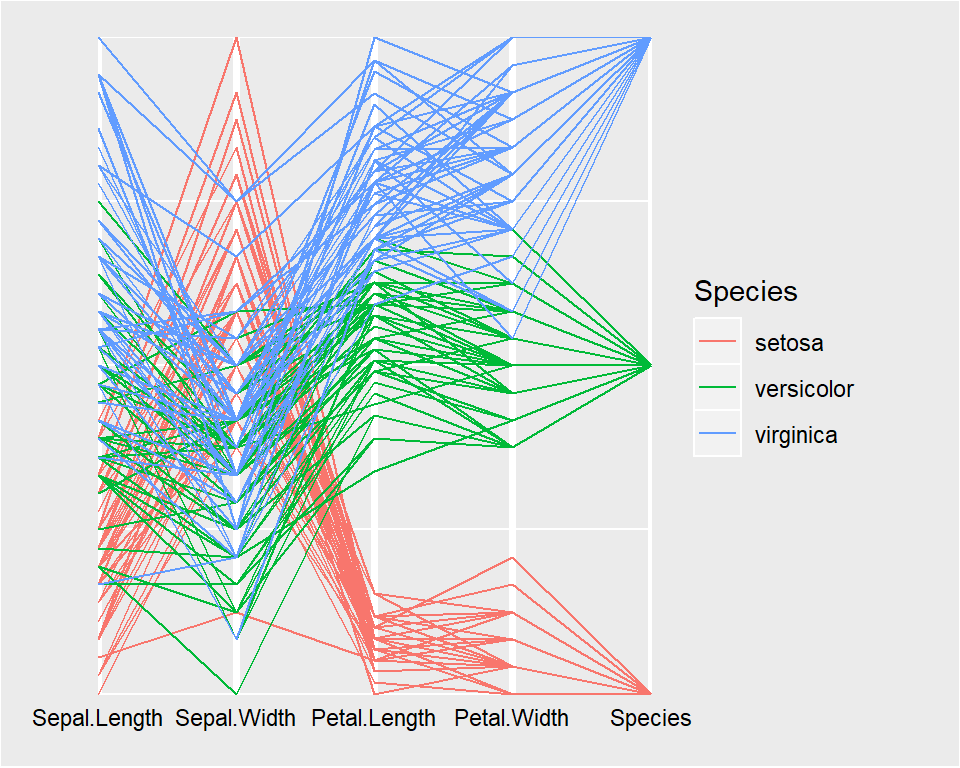 Species
setosa
versicolor
virginica
Sepal.Length Sepal.Width Petal.Length Petal.Width Species